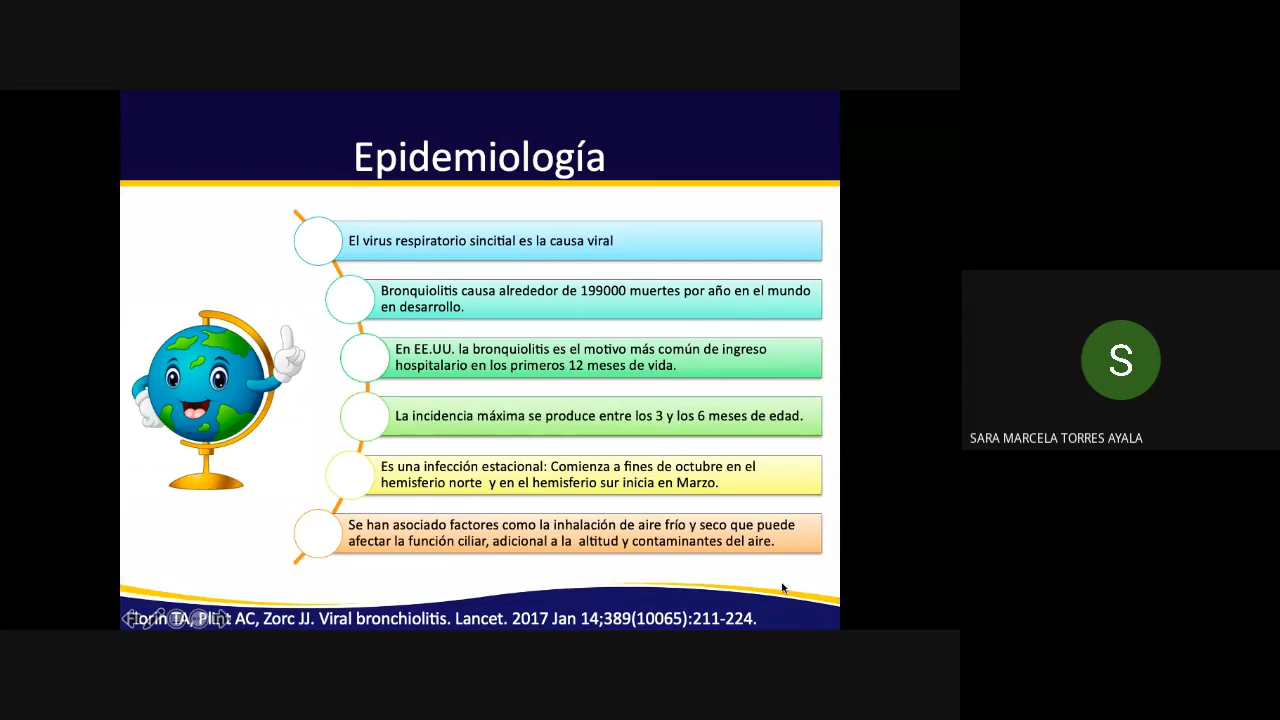 Epidemiología
El virus respiratorio sincitial es la causa viral
Bronquiolitis causa alrededor de 199000 muertes por año en el mundo
en desarrollo.
En EE.UU. la bronquiolitis es el motivo más común de ingreso
hospitalario en los primeros 12 meses de vida.
La incidencia máxima se produce entre los 3 y los 6 meses de edad.
Es una infección estacional: Comienza a fines de octubre en el
hemisferio norte y en el hemisferio sur inicia en Marzo.
Se han asociado factores como la inhalación de aire frío y seco que puede
afectar la función ciliar, adicional a la altitud y contaminantes del aire.
Florin TA, Plint AC, Zorc JJ. Viral bronchiolitis. Lancet. 2017 Jan 14;389(10065):211-224.
S
SARA MARCELA TORRES AYALA